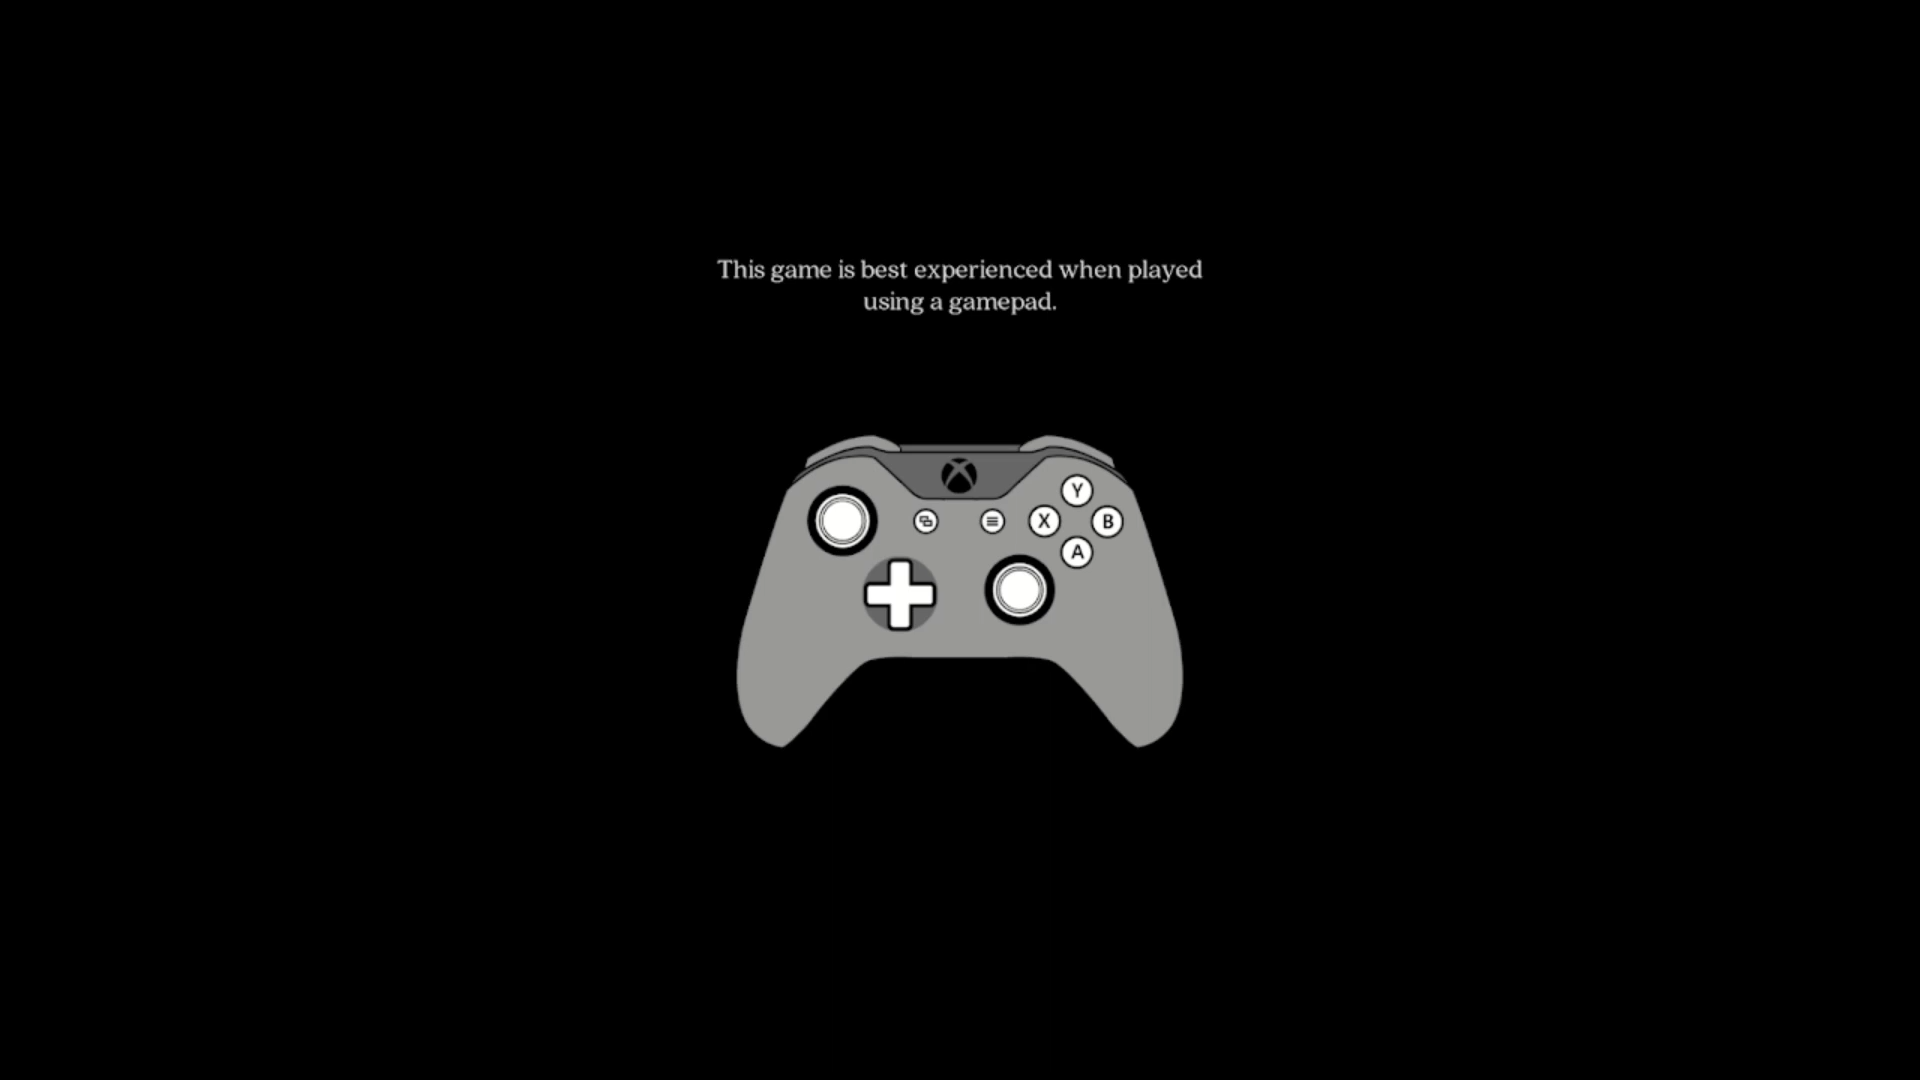 This game is best experienced when played
using a gamepad.
Y
X
B
A